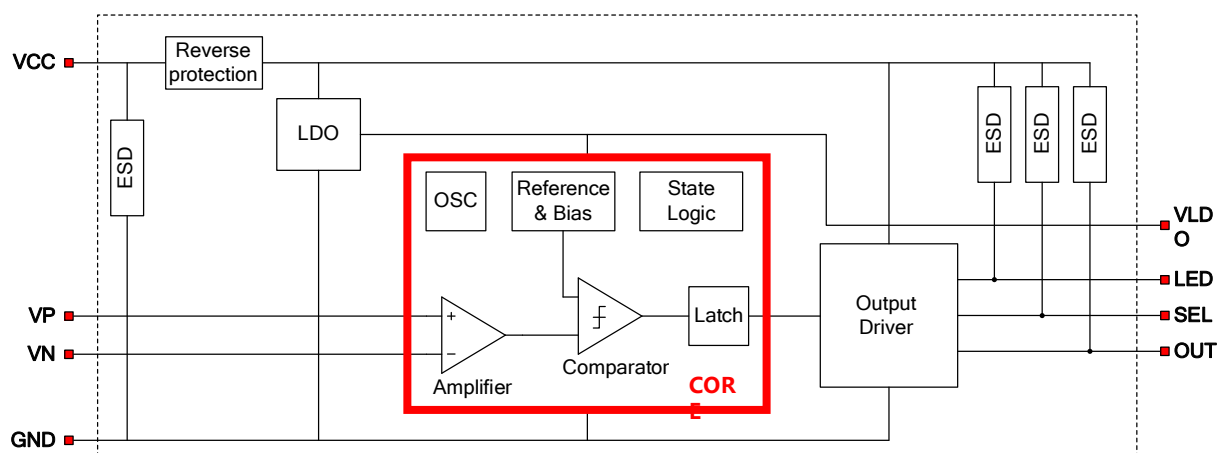 VCC
Reverse
protection
LDO
ESD
ESD
ESD
ESD
OSC
Reference
& Bias
State
Logic
VLD
O
LED
SEL
OUT
VP
VN
+
−
Amplifier
Comparator
Latch
Output
Driver
COR
E
GND